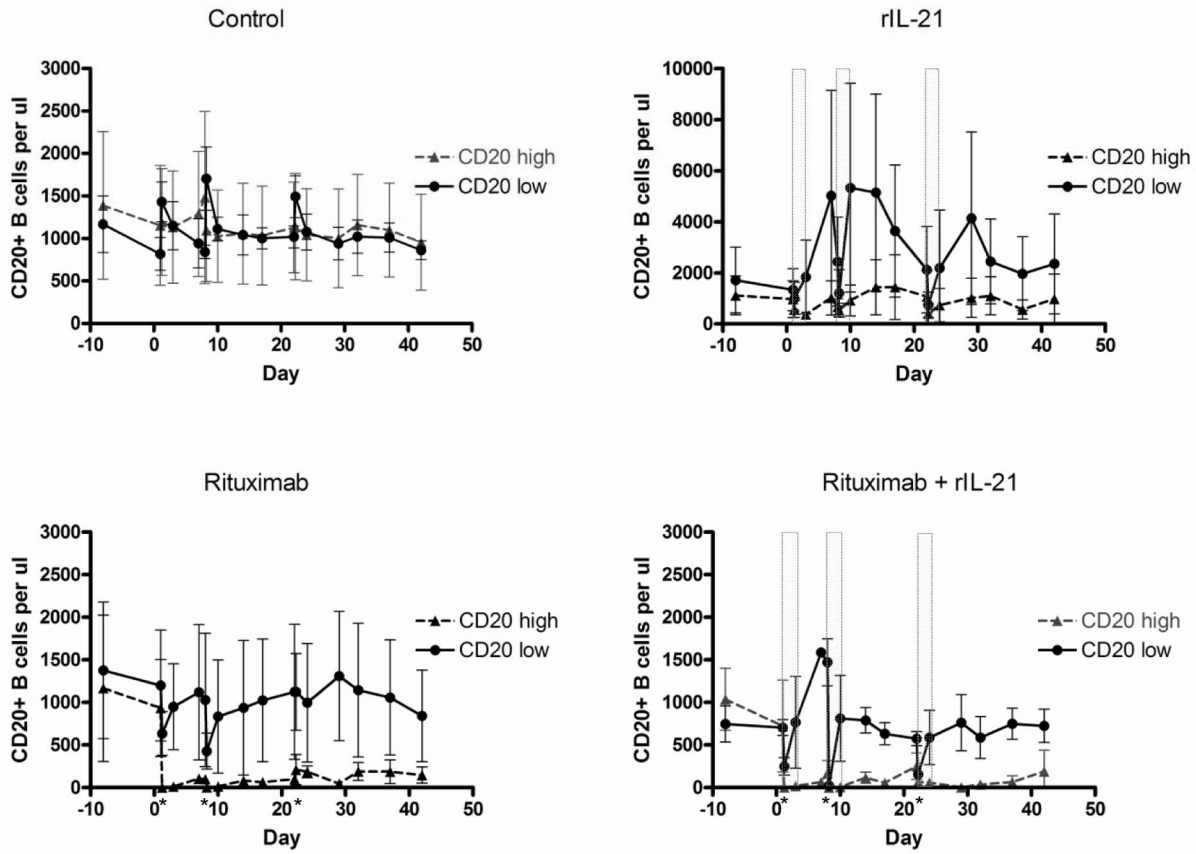 Control
3000
2500
2000
1500
1000
500
0
CD20+ B cells per ul
-10 0 10 20 30 40 50
Day
CD20 high
CD20 low
rIL-21
10000
8000
6000
4000
2000
0
CD20+ B cells per ul
-10 0 10 20 30 40 50
Day
CD20 high
CD20 low
Rituximab
3000
2500
2000
1500
1000
500
0
CD20+ B cells per ul
-10 0 10 20 30 40 50
* * *
Day
CD20 high
CD20 low
Rituximab + rIL-21
3000
2500
2000
1500
1000
500
0
CD20+ B cells per ul
-10 0 10 20 30 40 50
* * *
Day
CD20 high
CD20 low